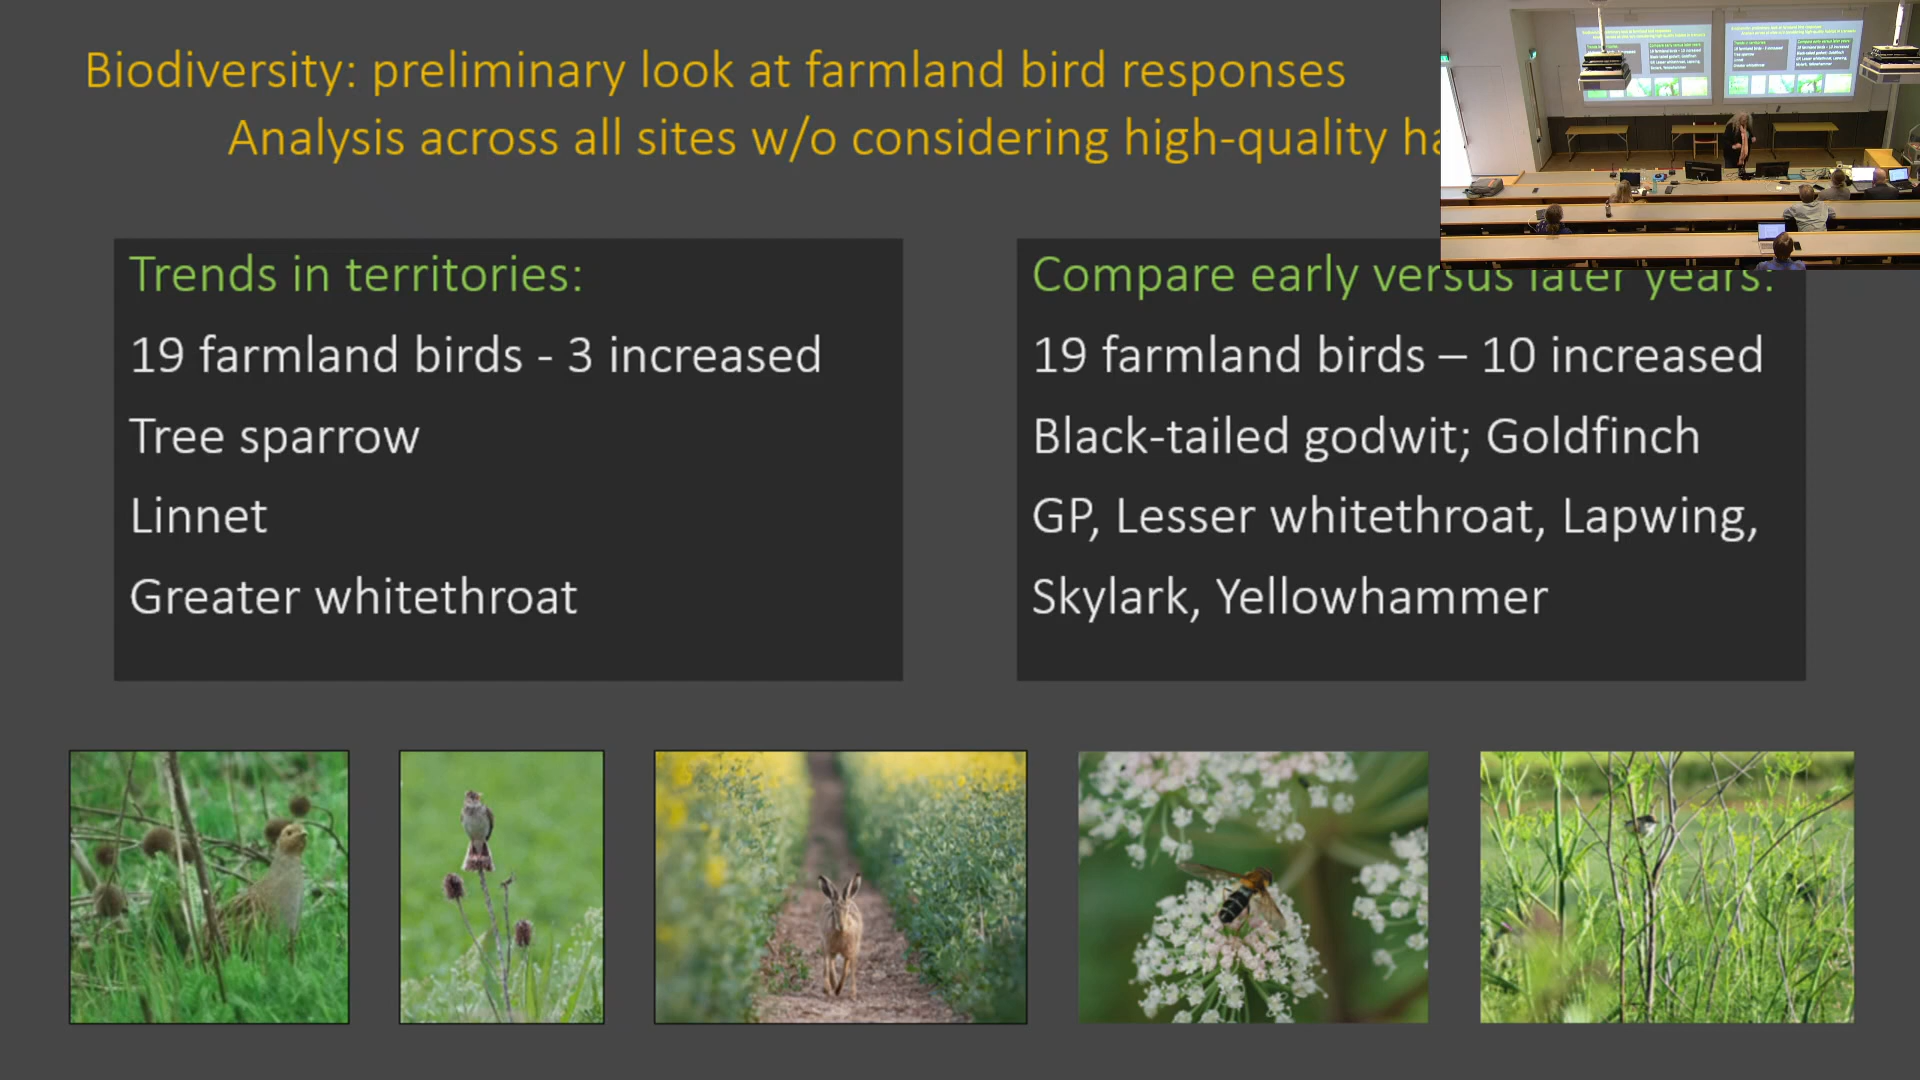 Biodiversity: preliminary look at farmland bird responses
Analysis across all sites w/o considering high-quality
Trends in territories:
19 farmland birds - 3 increased
Tree sparrow
Linnet
Greater whitethroat
Compare early versus later years:
19 farmland birds – 10 increased
Black-tailed godwit; Goldfinch
GP, Lesser whitethroat, Lapwing,
Skylark, Yellowhammer